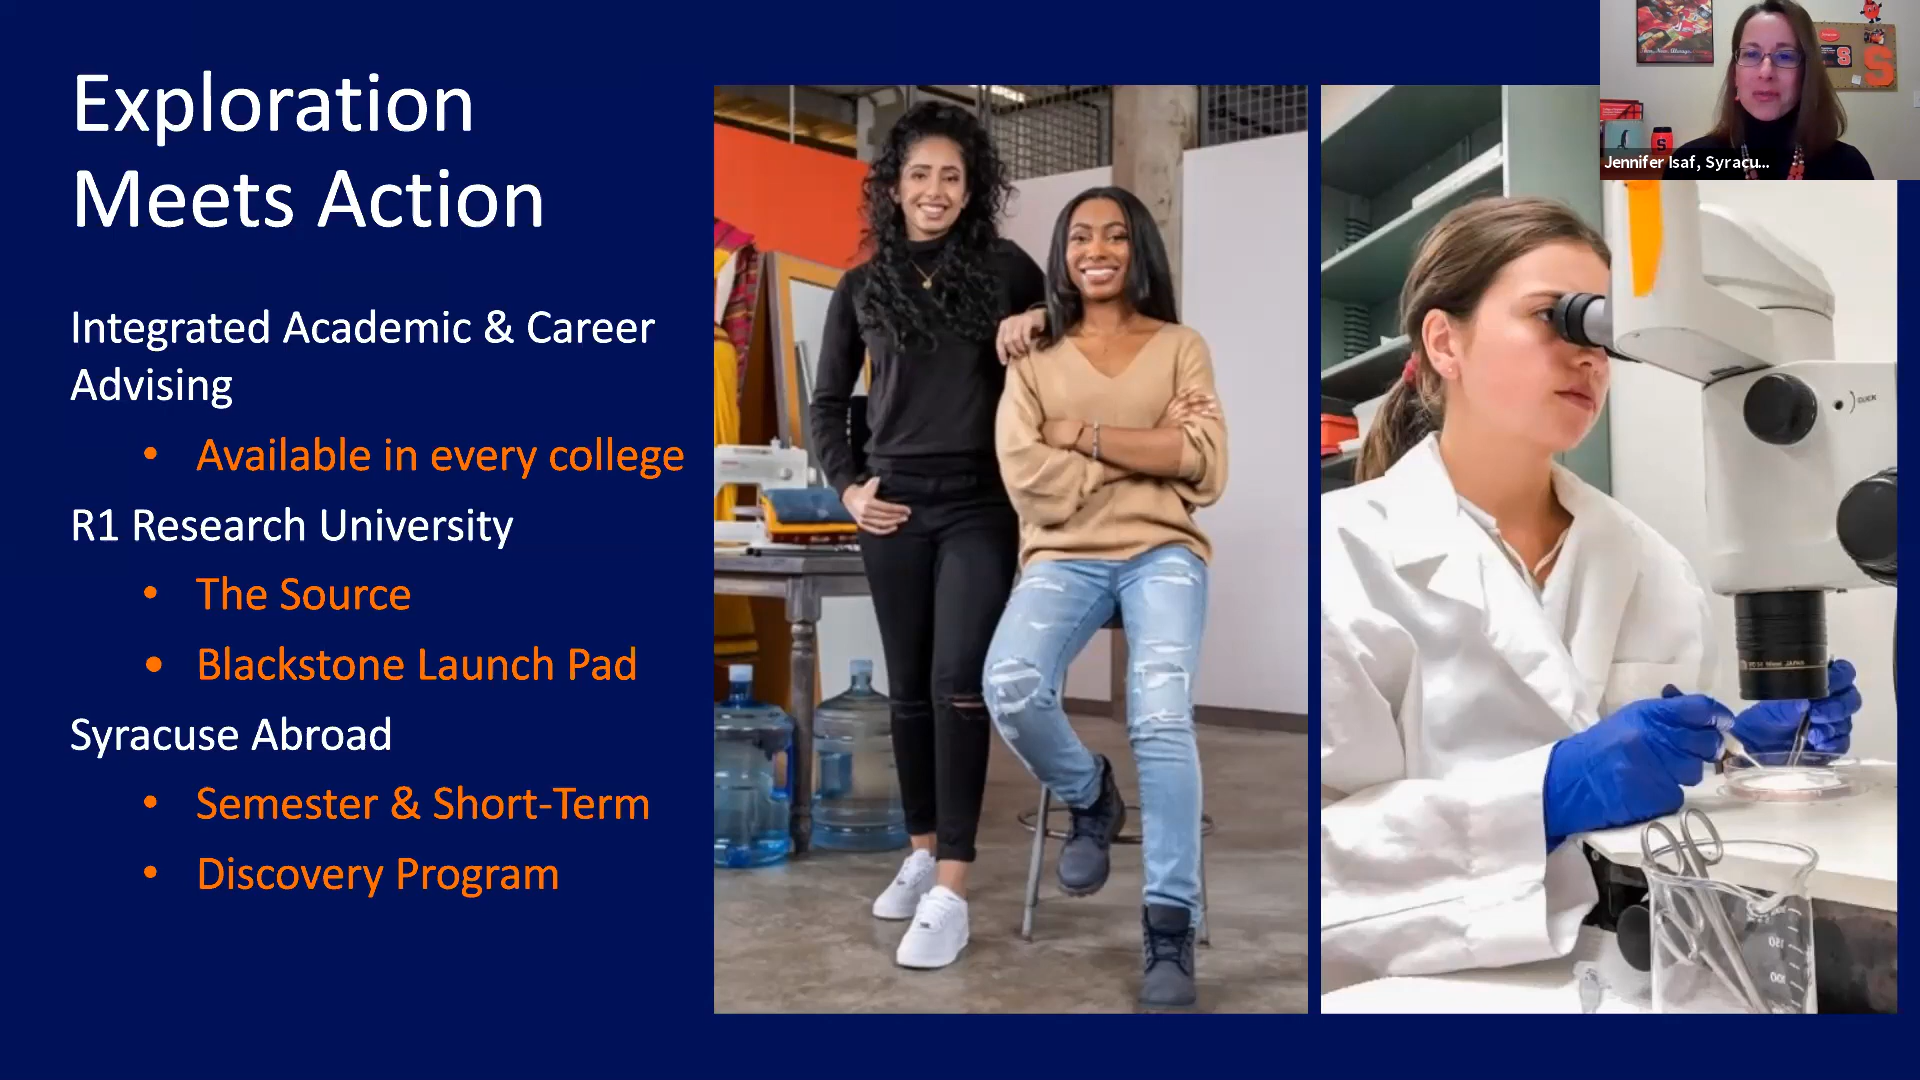 Exploration
Meets Action
Integrated Academic & Career
Advising
• Available in every college
R1 Research University
• The Source
• Blackstone Launch Pad
Syracuse Abroad
• Semester & Short-Term
• Discovery Program
Jennifer Isaf, Syracu...
S
S
S